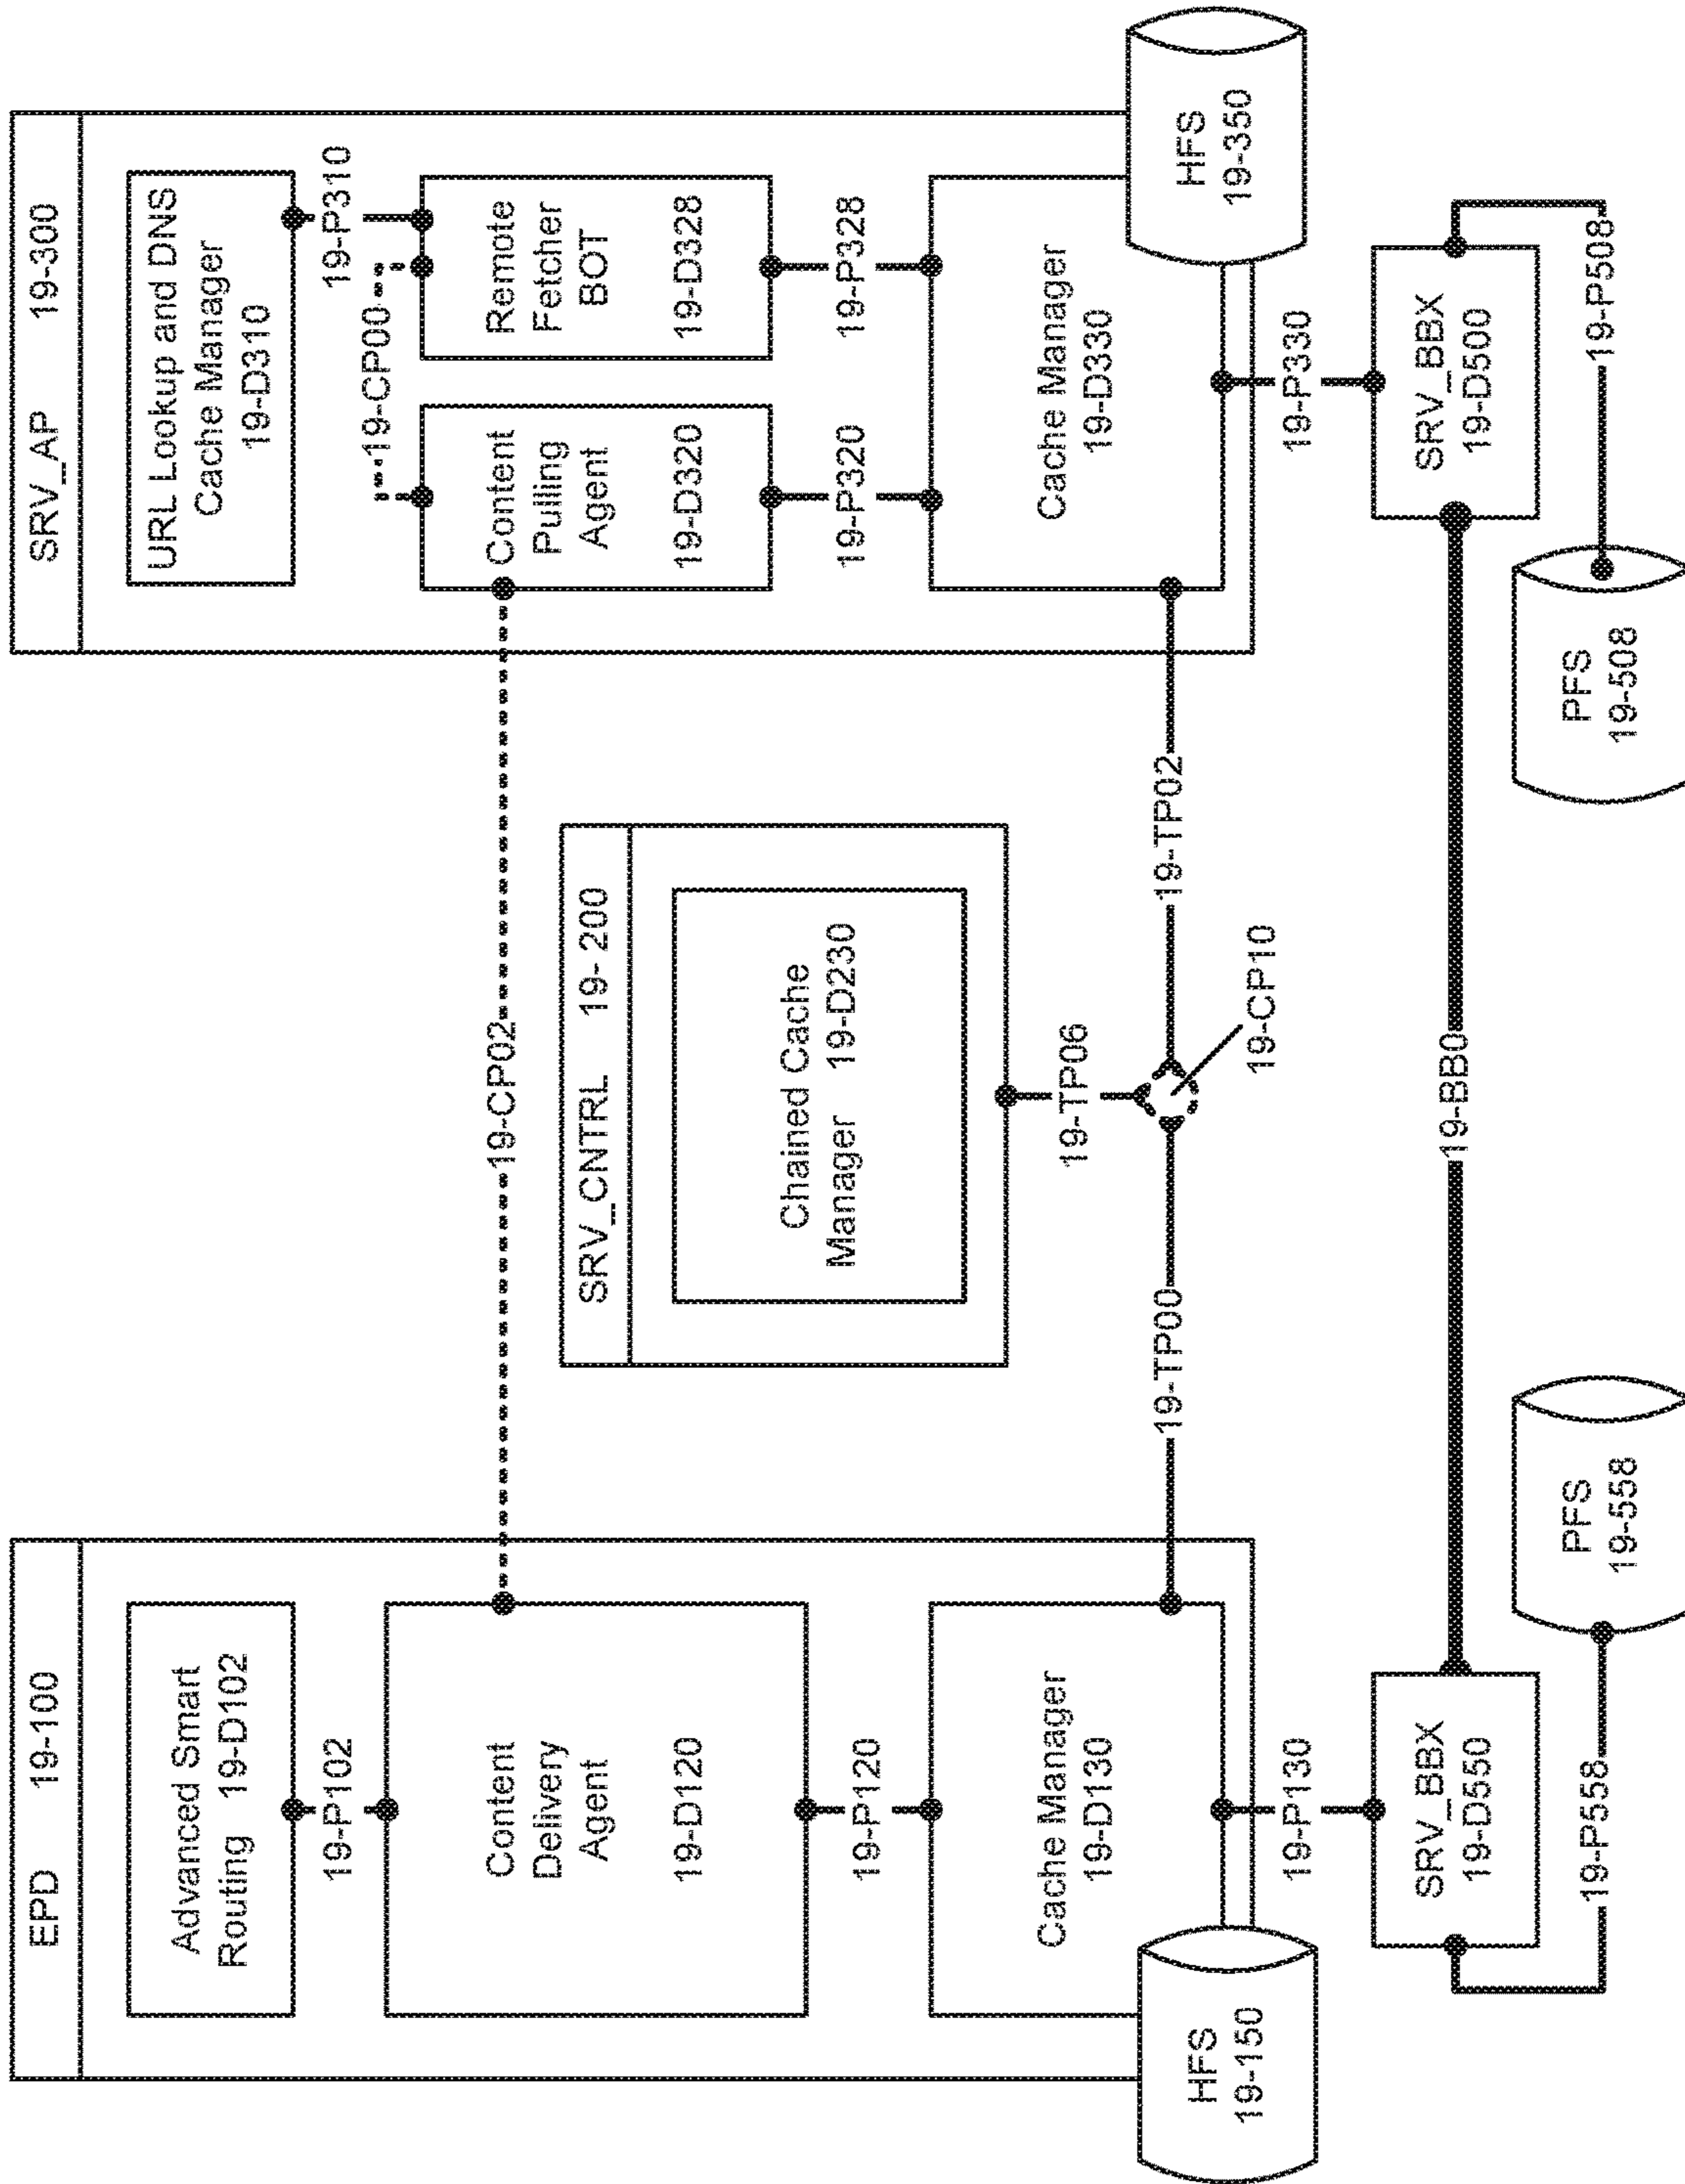 EPD 19-100
Advanced Smart
Routing 19-D102
19-P102
Content
Delivery
Agent
19-D120
19-P120
Cache Manager
19-D130
HFS
19-150
19-P130
SRV_BBX
19-D550
19-P558
PFS
19-558
19-CP02
SRV_CNTRL 19- 200
Chained Cache
Manager 19-D230
19-TP06
19-TP00
19-TP02
19-CP10
19-BB0
SRV_AP 19-300
URL Lookup and DNS
Cache Manager
19-D310
19-P310
19-CP00
Content
Pulling
Agent
19-D320
Remote
Fetcher
BOT
19-D328
19-P320
19-P328
Cache Manager
19-D330
HFS
19-350
19-P330
SRV_BBX
19-D500
19-P508
PFS
19-508